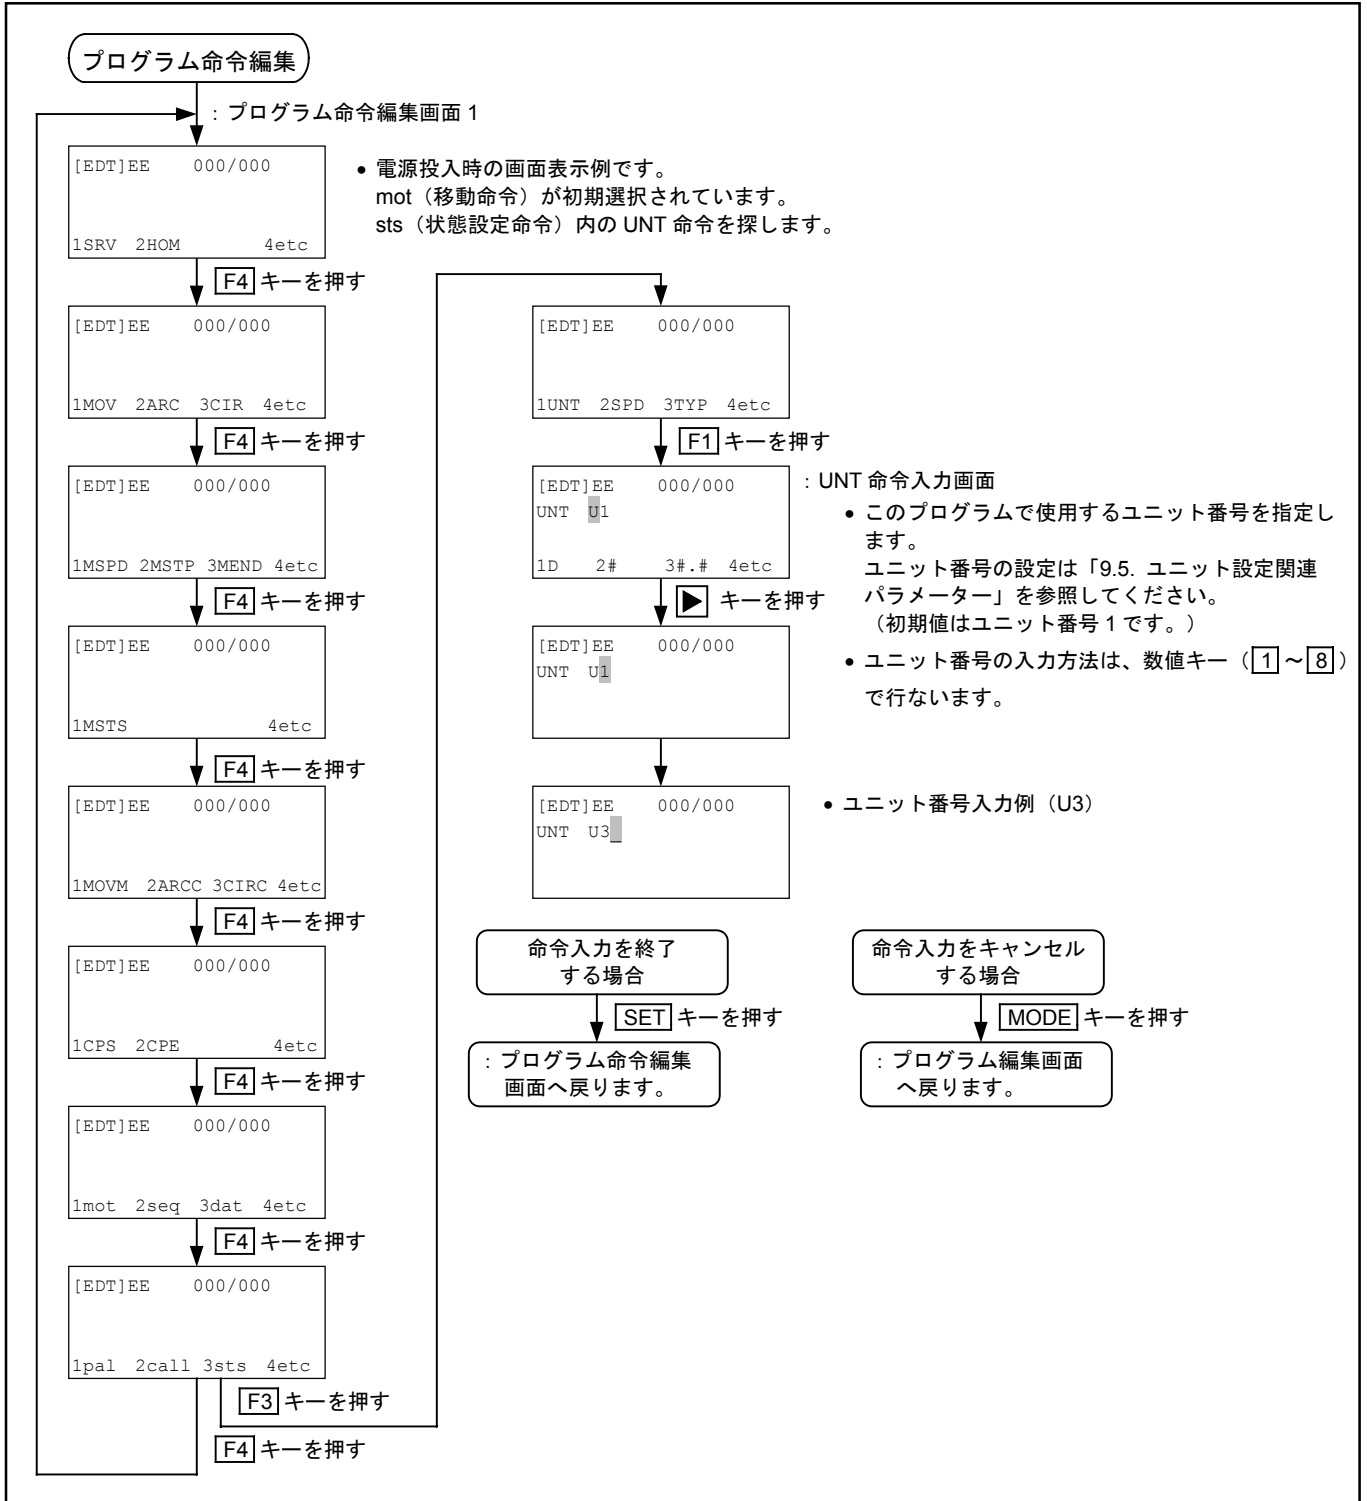 プログラム命令編集
：プログラム命令編集画面 1
[EDT]EE 000/000
1SRV 2HOM 4etc
● 電源投入時の画面表示例です。
mot（移動命令）が初期選択されています。
sts（状態設定命令）内の UNT 命令を探します。
F4 キーを押す
[EDT]EE 000/000
1MOV 2ARC 3CIR 4etc
F4 キーを押す
[EDT]EE 000/000
1MSPD 2MSTP 3MEND 4etc
F4 キーを押す
[EDT]EE 000/000
1MSTS 4etc
F4 キーを押す
[EDT]EE 000/000
1MOVM 2ARCC 3CIRC 4etc
F4 キーを押す
[EDT]EE 000/000
1CPS 2CPE 4etc
F4 キーを押す
[EDT]EE 000/000
1mot 2seq 3dat 4etc
F4 キーを押す
[EDT]EE 000/000
1pal 2call 3sts 4etc
F3 キーを押す
F4 キーを押す
[EDT]EE 000/000
1UNT 2SPD 3TYP 4etc
F1 キーを押す
[EDT]EE 000/000
UNT U1
1D 2# 3#.# 4etc
：UNT 命令入力画面
● このプログラムで使用するユニット番号を指定し
ます。
ユニット番号の設定は「9.5. ユニット設定関連
パラメーター」を参照してください。
（初期値はユニット番号 1 です。）
● ユニット番号の入力方法は、数値キー（1～8）
で行ないます。
▶ キーを押す
[EDT]EE 000/000
UNT U1
[EDT]EE 000/000
UNT U3_
● ユニット番号入力例（U3）
命令入力を終了
する場合
SET キーを押す
：プログラム命令編集
画面へ戻ります。
命令入力をキャンセル
する場合
MODE キーを押す
：プログラム編集画面
へ戻ります。